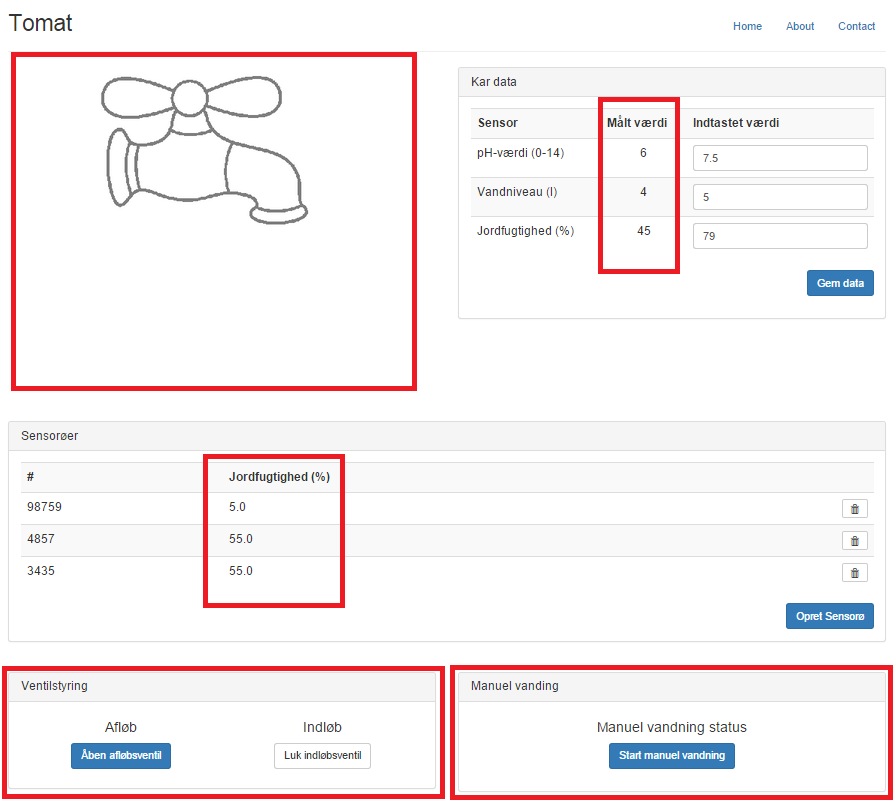 Tomat
Home About Contact
Kar data
Sensor Målt værdi Indtastet værdi
pH-værdi (0-14) 6 7.5
Vandniveau (l) 4 5
Jordfugtighed (%) 45 79
Gem data
Sensorøer
# Jordfugtighed (%)
98759 5.0
4857 55.0
3435 55.0
Opret Sensorø
Ventilstyring
Afløb Indløb
Åben afløbsventil Luk indløbsventil
Manuel vanding
Manuel vandning status
Start manuel vandning